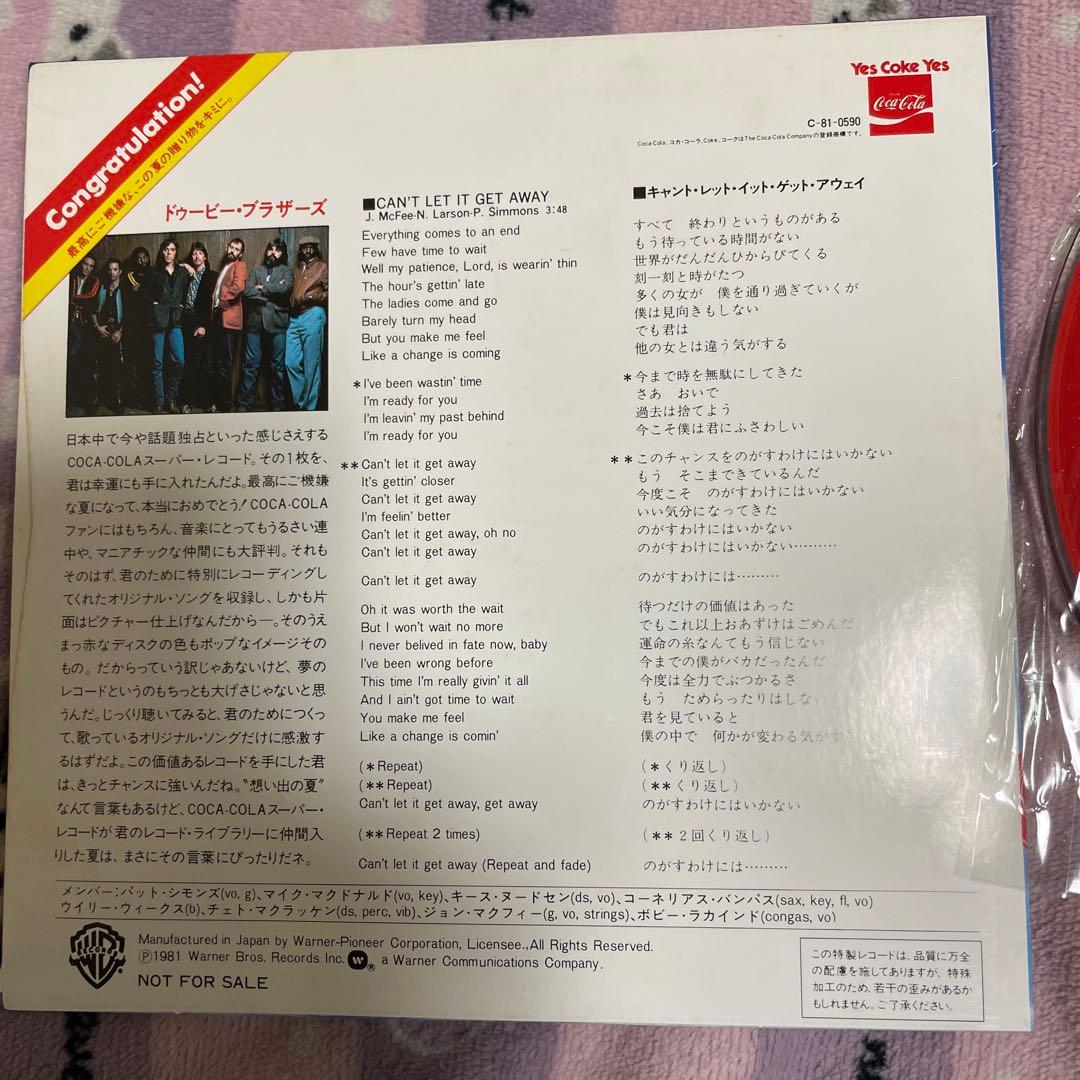 Congratulation!
最高にご機嫌な、この夏の贈り物をキミに。
Yes Coke Yes
Coca-Cola
C-81-0590
Coca Cola、コカ・コーラ、Coke、コークはThe Coca-Cola Companyの登録商標です。
ドゥービー・ブラザーズ
日本中で今や話題独占といった感じさえする
COCA-COLAスーパー・レコード。その1枚を、
君は幸運にも手に入れたんだよ。最高にご機嫌
な夏になって、本当におめでとう！COCA-COLA
ファンにはもちろん、音楽にとってもうるさい連
中や、マニアチックな仲間にも大評判。それも
そのはず、君のために特別にレコーディングし
てくれたオリジナル・ソングを収録し、しかも片
面はピクチャー仕上げなんだから―。そのうえ
まっ赤なディスクの色もポップなイメージその
もの。だからっていう訳じゃあないけど、夢の
レコードというのもちっとも大げさじゃないと思
うんだ。じっくり聴いてみると、君のためにつくっ
て、歌っているオリジナル・ソングだけに感激す
るはずだよ。この価値あるレコードを手にした君
は、きっとチャンスに強いんだね。“想い出の夏”
なんて言葉もあるけど、COCA-COLAスーパー・
レコードが君のレコード・ライブラリーに仲間入
りした夏は、まさにその言葉にぴったりだネ。
■CAN'T LET IT GET AWAY
J. McFee-N. Larson-P. Simmons 3:48
Everything comes to an end
Few have time to wait
Well my patience, Lord, is wearin' thin
The hour's gettin' late
The ladies come and go
Barely turn my head
But you make me feel
Like a change is coming
*I've been wastin' time
I'm ready for you
I'm leavin' my past behind
I'm ready for you
**Can't let it get away
It's gettin' closer
Can't let it get away
I'm feelin' better
Can't let it get away, oh no
Can't let it get away
Can't let it get away
Oh it was worth the wait
But I won't wait no more
I never belived in fate now, baby
I've been wrong before
This time I'm really givin' it all
And I ain't got time to wait
You make me feel
Like a change is comin'
(*Repeat)
(**Repeat)
Can't let it get away, get away
(**Repeat 2 times)
Can't let it get away (Repeat and fade)
■キャント・レット・イット・ゲット・アウェイ
すべて 終わりというものがある
もう待っている時間がない
世界がだんだんひからびてくる
刻一刻と時がたつ
多くの女が 僕を通り過ぎていくが
僕は見向きもしない
でも君は
他の女とは違う気がする
*今まで時を無駄にしてきた
さあ おいで
過去は捨てよう
今こそ僕は君にふさわしい
**このチャンスをのがすわけにはいかない
もう そこまできているんだ
今度こそ のがすわけにはいかない
いい気分になってきた
のがすわけにはいかない
のがすわけにはいかない………
のがすわけには………
待つだけの価値はあった
でもこれ以上おあずけはごめんだ
運命の糸なんてもう信じない
今までの僕がバカだったんだ
今度は全力でぶつかるさ
もう ためらったりはしない
君を見ていると
僕の中で 何かが変わる気がする
(*くり返し)
(**くり返し)
のがすわけにはいかない
(**2回くり返し)
のがすわけには………
メンバー：パット・シモンズ(vo, g)、マイク・マクドナルド(vo, key)、キース・ヌードセン(ds, vo)、コーネリアス・バンパス(sax, key, fl, vo)
ウイリー・ウィークス(b)、チェト・マクラッケン(ds, perc, vib)、ジョン・マクフィー(g, vo, strings)、ボビー・ラカインド(congas, vo)
WB
RECORDS
Manufactured in Japan by Warner-Pioneer Corporation, Licensee., All Rights Reserved.
Ⓟ1981 Warner Bros. Records Inc. ® a Warner Communications Company.
NOT FOR SALE
この特製レコードは、品質に万全
の配慮を施してありますが、特殊
加工のため、若干の歪みがあるか
もしれません。ご了承ください。